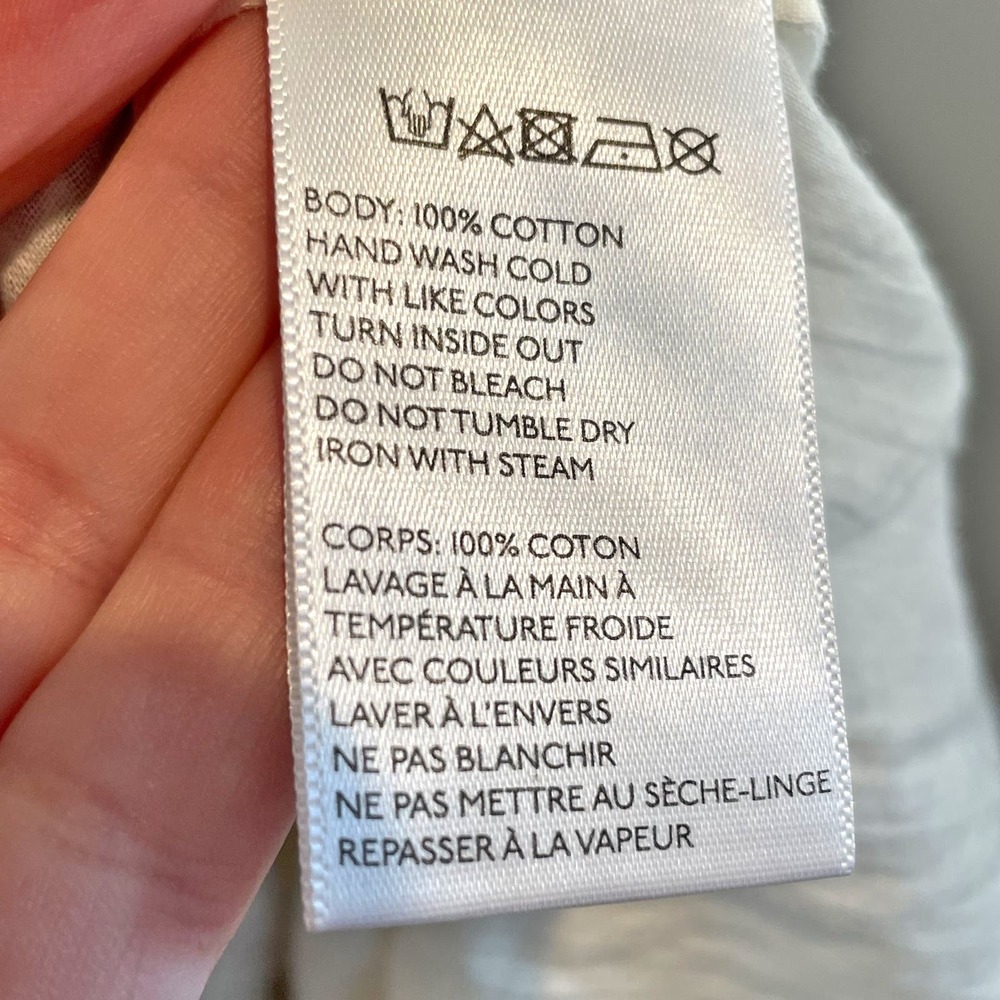 BODY: 100% COTTON
HAND WASH COLD
WITH LIKE COLORS
TURN INSIDE OUT
DO NOT BLEACH
DO NOT TUMBLE DRY
IRON WITH STEAM
CORPS: 100% COTON
LAVAGE À LA MAIN À
TEMPÉRATURE FROIDE
AVEC COULEURS SIMILAIRES
LAVER À L'ENVERS
NE PAS BLANCHIR
NE PAS METTRE AU SÈCHE-LINGE
REPASSER À LA VAPEUR